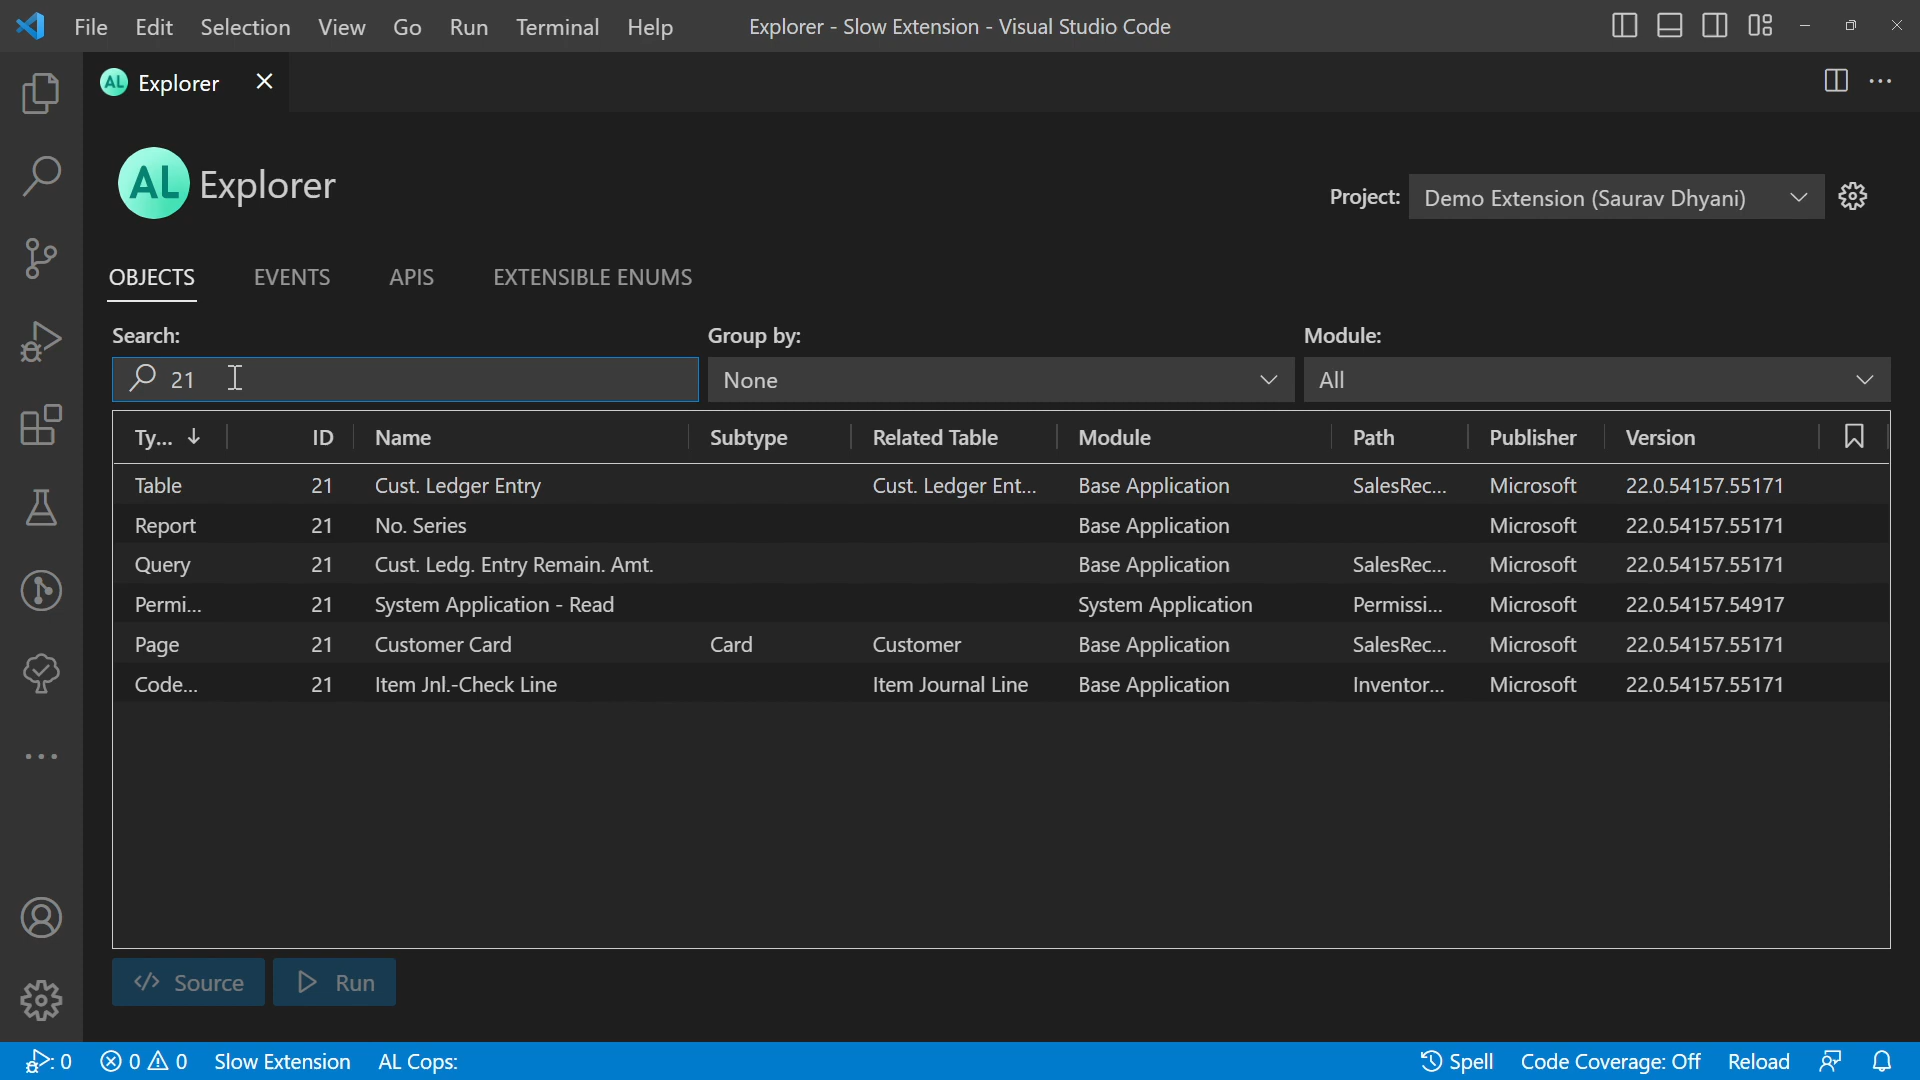 File Edit Selection View Go Run Terminal Help Explorer - Slow Extension - Visual Studio Code
AL Explorer
AL Explorer
Project: Demo Extension (Saurav Dhyani)
OBJECTS EVENTS APIS EXTENSIBLE ENUMS
Search: Group by: Module:
21 None All
Ty... ID Name Subtype Related Table Module Path Publisher Version
Table 21 Cust. Ledger Entry Cust. Ledger Ent... Base Application SalesRec... Microsoft 22.0.54157.55171
Report 21 No. Series Base Application Microsoft 22.0.54157.55171
Query 21 Cust. Ledg. Entry Remain. Amt. Base Application SalesRec... Microsoft 22.0.54157.55171
Permi... 21 System Application - Read System Application Permissi... Microsoft 22.0.54157.54917
Page 21 Customer Card Card Customer Base Application SalesRec... Microsoft 22.0.54157.55171
Code... 21 Item Jnl.-Check Line Item Journal Line Base Application Inventor... Microsoft 22.0.54157.55171
</> Source Run
: 0 0 0 Slow Extension AL Cops: Spell Code Coverage: Off Reload